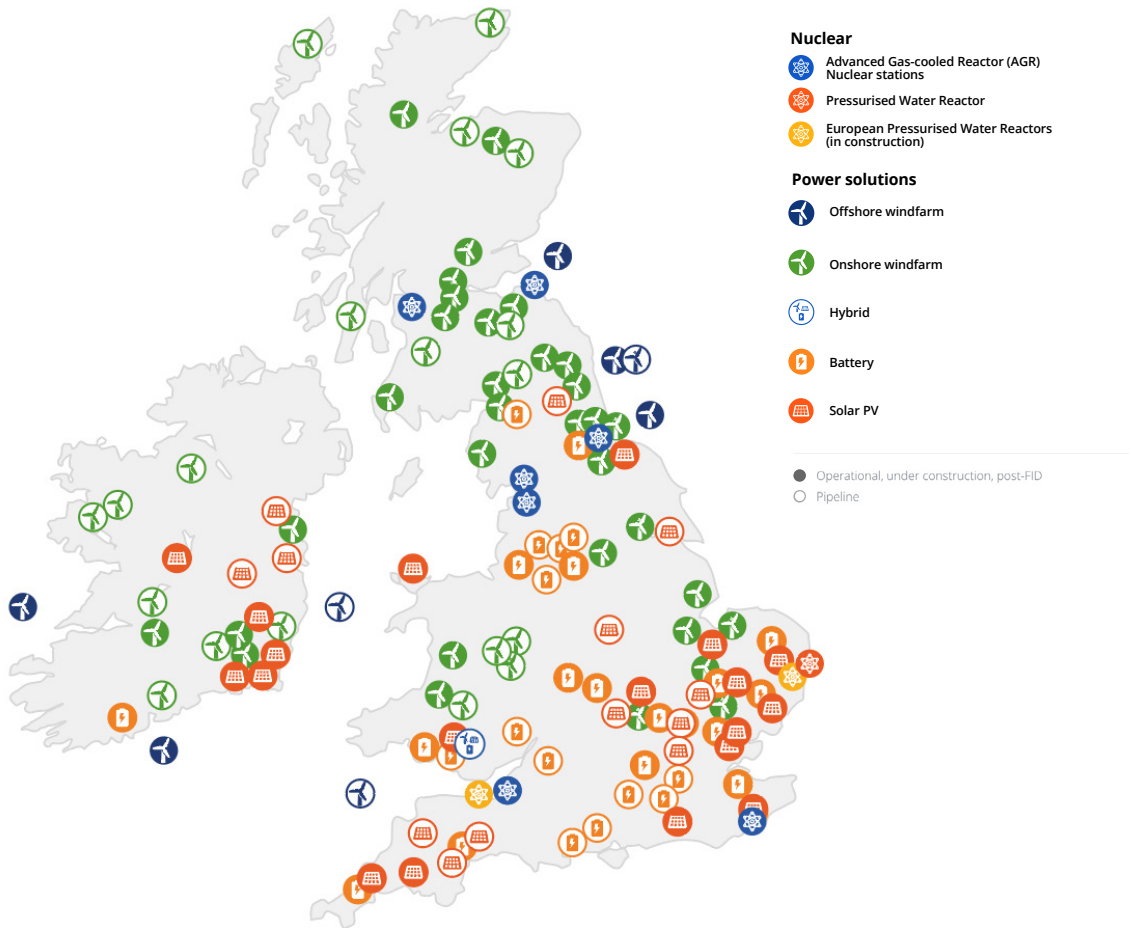 Nuclear
Advanced Gas-cooled Reactor (AGR)
Nuclear stations
Pressurised Water Reactor
European Pressurised Water Reactors
(in construction)
Power solutions
Offshore windfarm
Onshore windfarm
Hybrid
Battery
Solar PV
Operational, under construction, post-FID
Pipeline